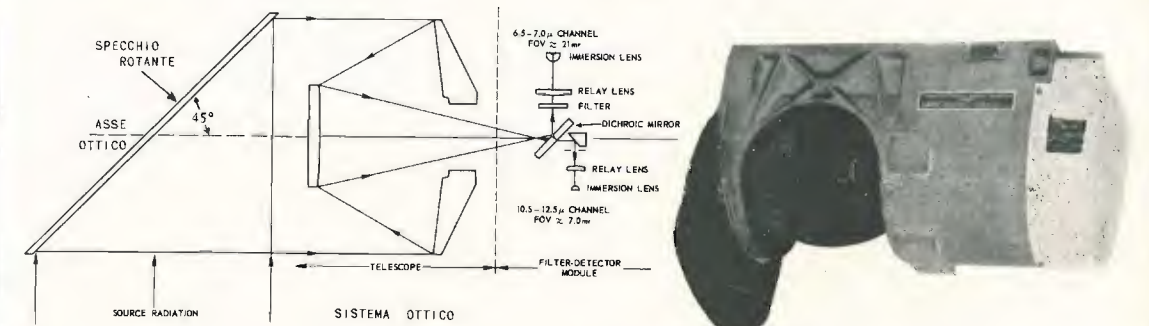 SPECCHIO
ROTANTE
45°
ASSE
OTTICO
SOURCE RADIATION
SISTEMA OTTICO
TELESCOPE
FILTER-DETECTOR
MODULE
6.5-7.0μ CHANNEL
FOV ≈ 21mr
IMMERSION LENS
RELAY LENS
FILTER
DICHROIC MIRROR
RELAY LENS
IMMERSION LENS
10.5-12.5μ CHANNEL
FOV ≈ 7.0mr